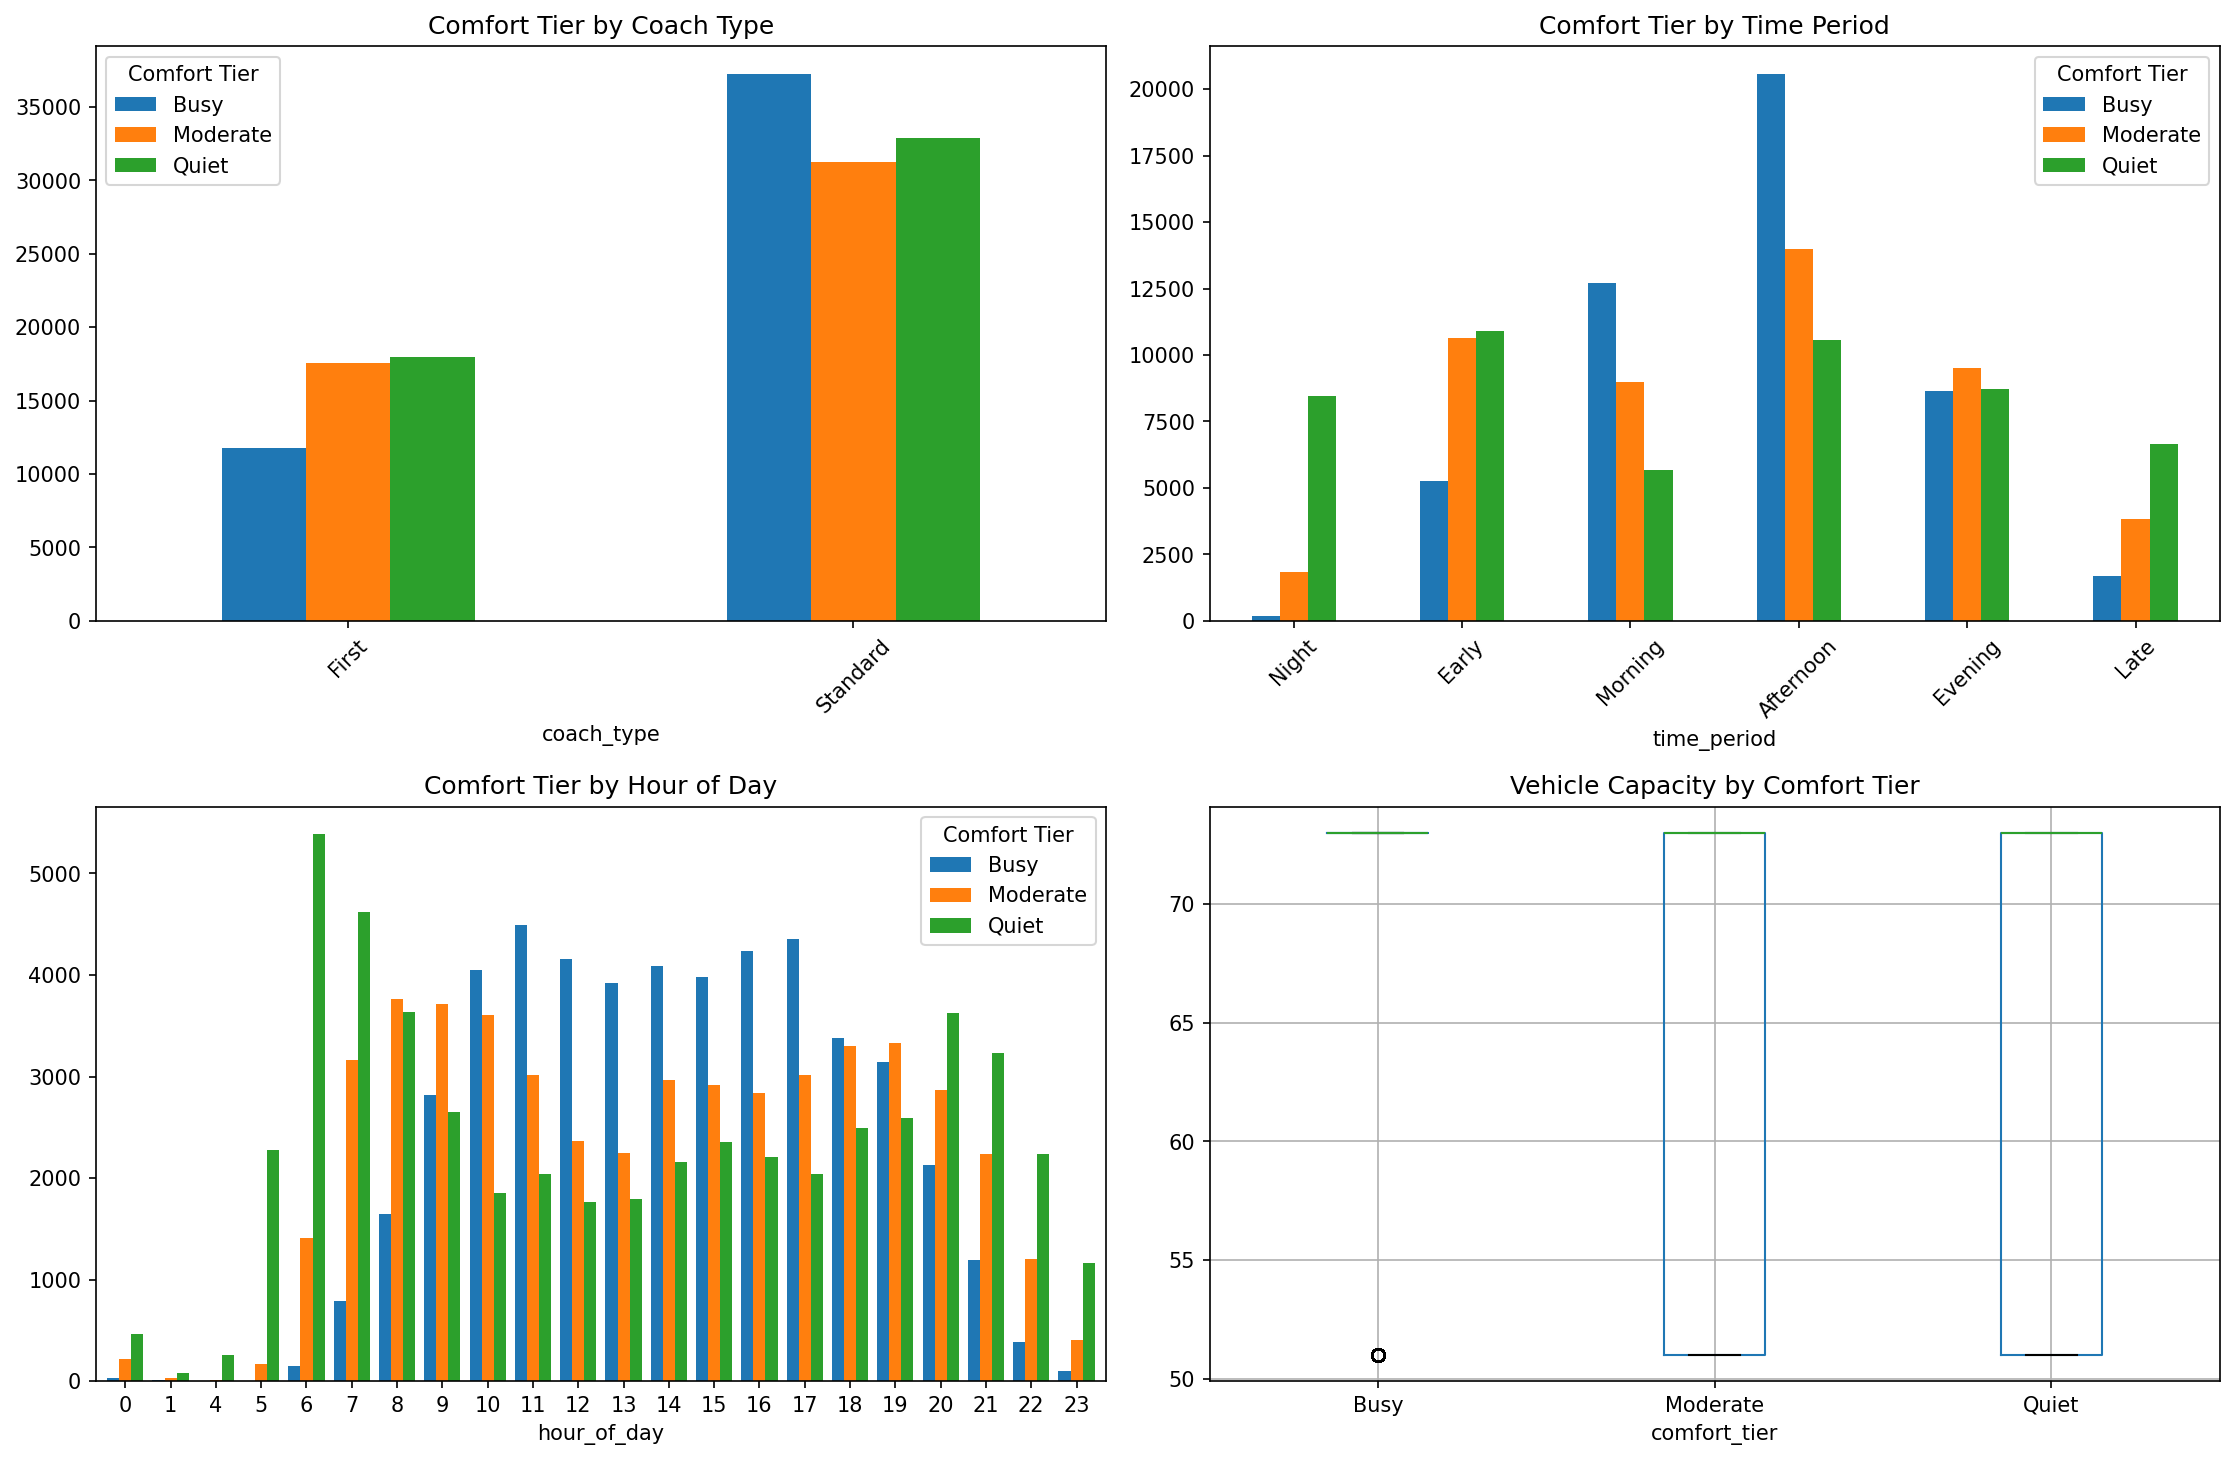 Comfort Tier by Coach Type
Comfort Tier
Busy
Moderate
Quiet
35000
30000
25000
20000
15000
10000
5000
0
First
Standard
coach_type
Comfort Tier by Time Period
Comfort Tier
Busy
Moderate
Quiet
20000
17500
15000
12500
10000
7500
5000
2500
0
Night
Early
Morning
Afternoon
Evening
Late
time_period
Comfort Tier by Hour of Day
Comfort Tier
Busy
Moderate
Quiet
5000
4000
3000
2000
1000
0
0 1 4 5 6 7 8 9 10 11 12 13 14 15 16 17 18 19 20 21 22 23
hour_of_day
Vehicle Capacity by Comfort Tier
70
65
60
55
50
Busy Moderate Quiet
comfort_tier